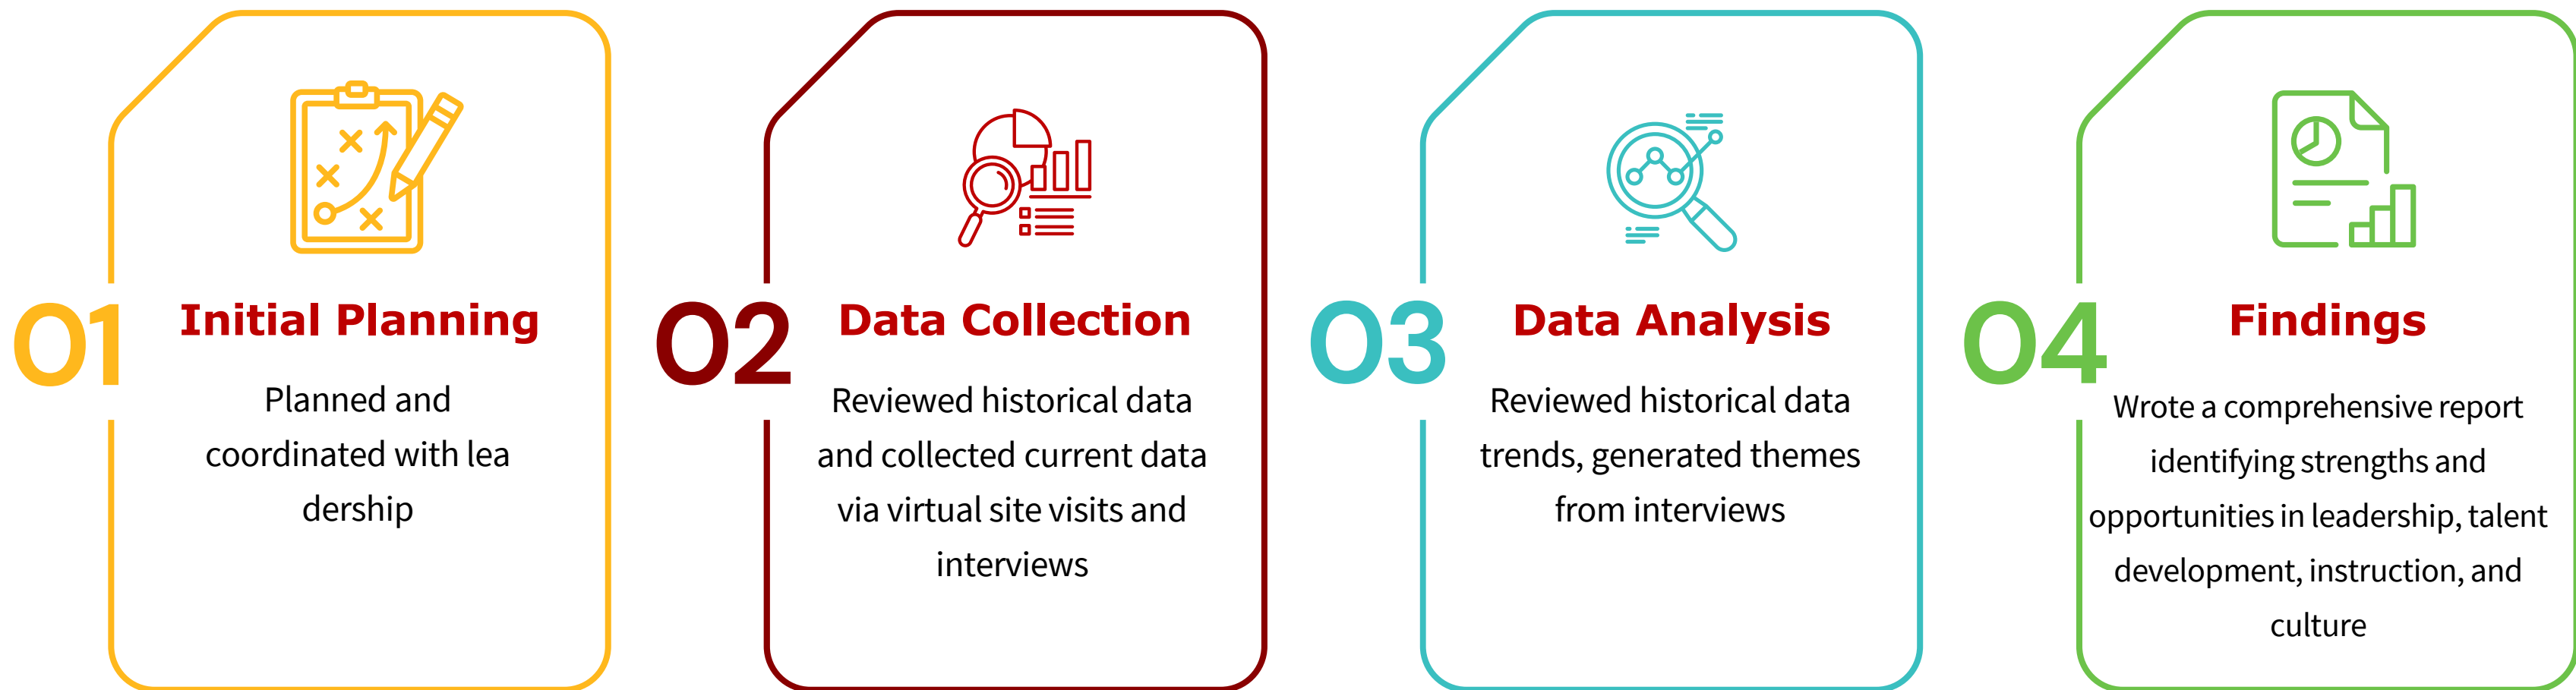 01
Initial Planning
Planned and
coordinated with lea
dership
02
Data Collection
Reviewed historical data
and collected current data
via virtual site visits and
interviews
03
Data Analysis
Reviewed historical data
trends, generated themes
from interviews
04
Findings
Wrote a comprehensive report
identifying strengths and
opportunities in leadership, talent
development, instruction, and
culture